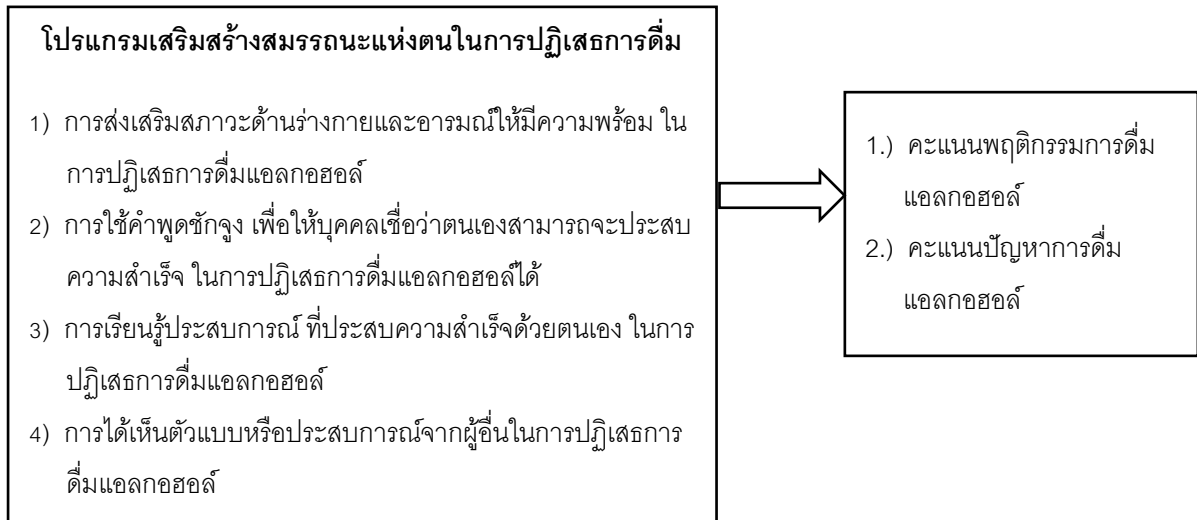 โปรแกรมเสริมสร้างสมรรถนะแห่งตนในการปฏิเสธการดื่ม
1) การส่งเสริมสภาวะด้านร่างกายและอารมณ์ให้มีความพร้อม ใน
การปฏิเสธการดื่มแอลกอฮอล์
2) การใช้คำพูดชักจูง เพื่อให้บุคคลเชื่อว่าตนเองสามารถจะประสบ
ความสำเร็จ ในการปฏิเสธการดื่มแอลกอฮอล์ได้
3) การเรียนรู้ประสบการณ์ ที่ประสบความสำเร็จด้วยตนเอง ในการ
ปฏิเสธการดื่มแอลกอฮอล์
4) การได้เห็นตัวแบบหรือประสบการณ์จากผู้อื่นในการปฏิเสธการ
ดื่มแอลกอฮอล์
1.) คะแนนพฤติกรรมการดื่ม
แอลกอฮอล์
2.) คะแนนปัญหาการดื่ม
แอลกอฮอล์